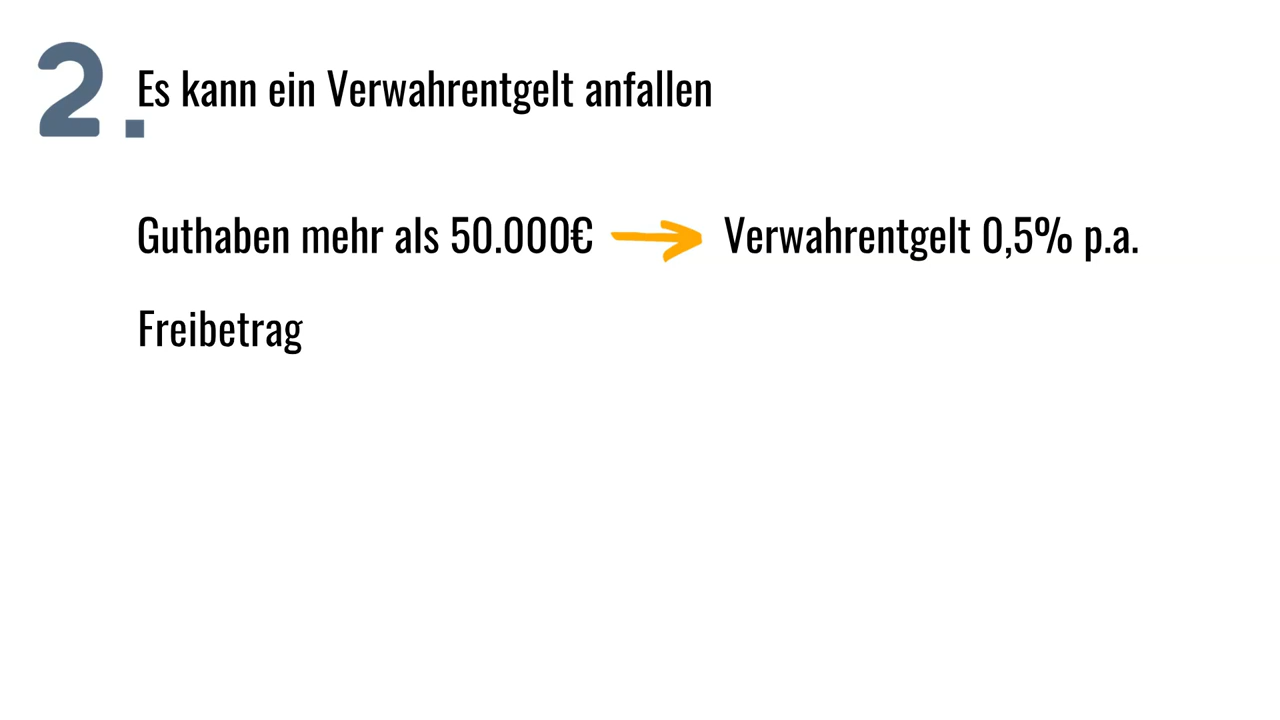 2. Es kann ein Verwahrentgelt anfallen
Guthaben mehr als 50.000€ Verwahrentgelt 0,5% p.a.
Freibetrag